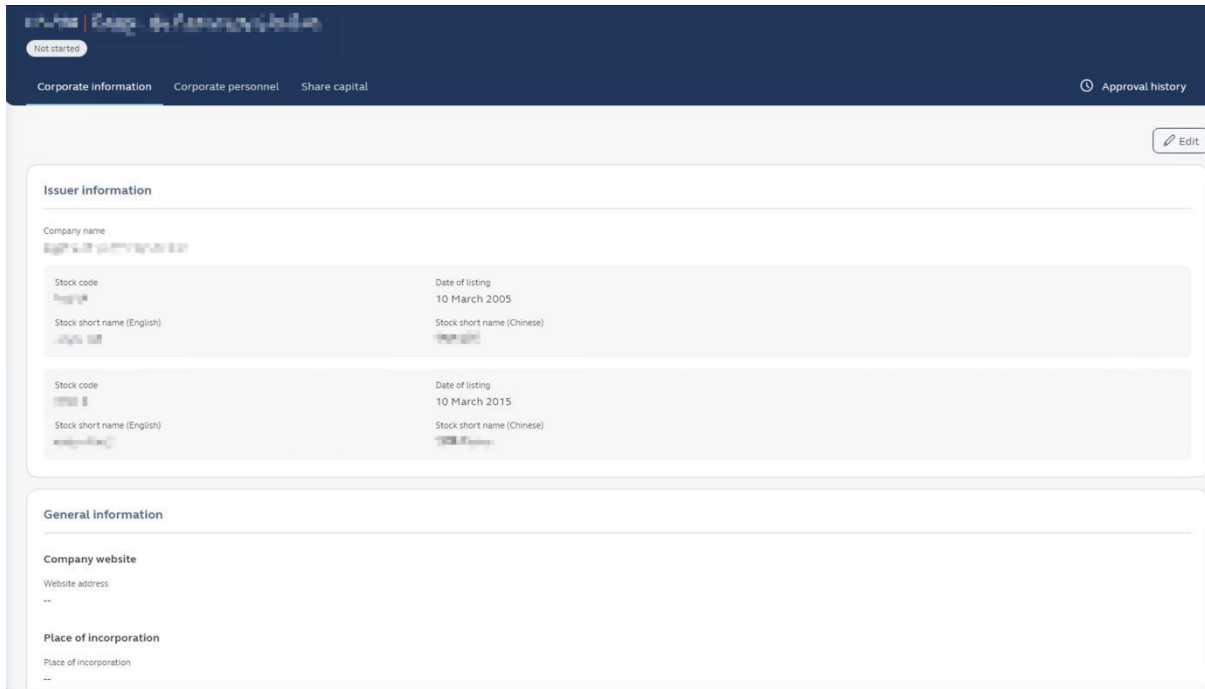 Not started
Corporate information Corporate personnel Share capital Approval history
Edit
Issuer information
Company name
Stock code Date of listing
10 March 2005
Stock short name (English) Stock short name (Chinese)
Stock code Date of listing
10 March 2015
Stock short name (English) Stock short name (Chinese)
General information
Company website
Website address
--
Place of incorporation
Place of incorporation
--